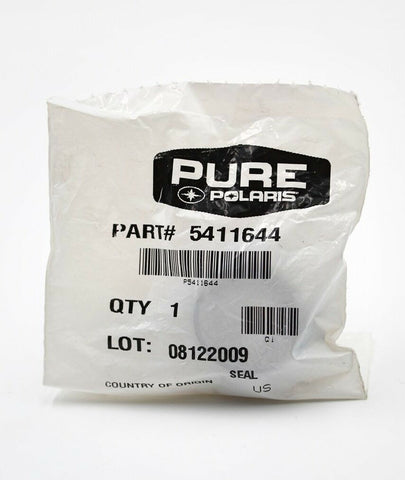 PURE
POLARIS
PART# 5411644
P5411644
QTY 1
Q1
LOT: 08122009
SEAL
COUNTRY OF ORIGIN US